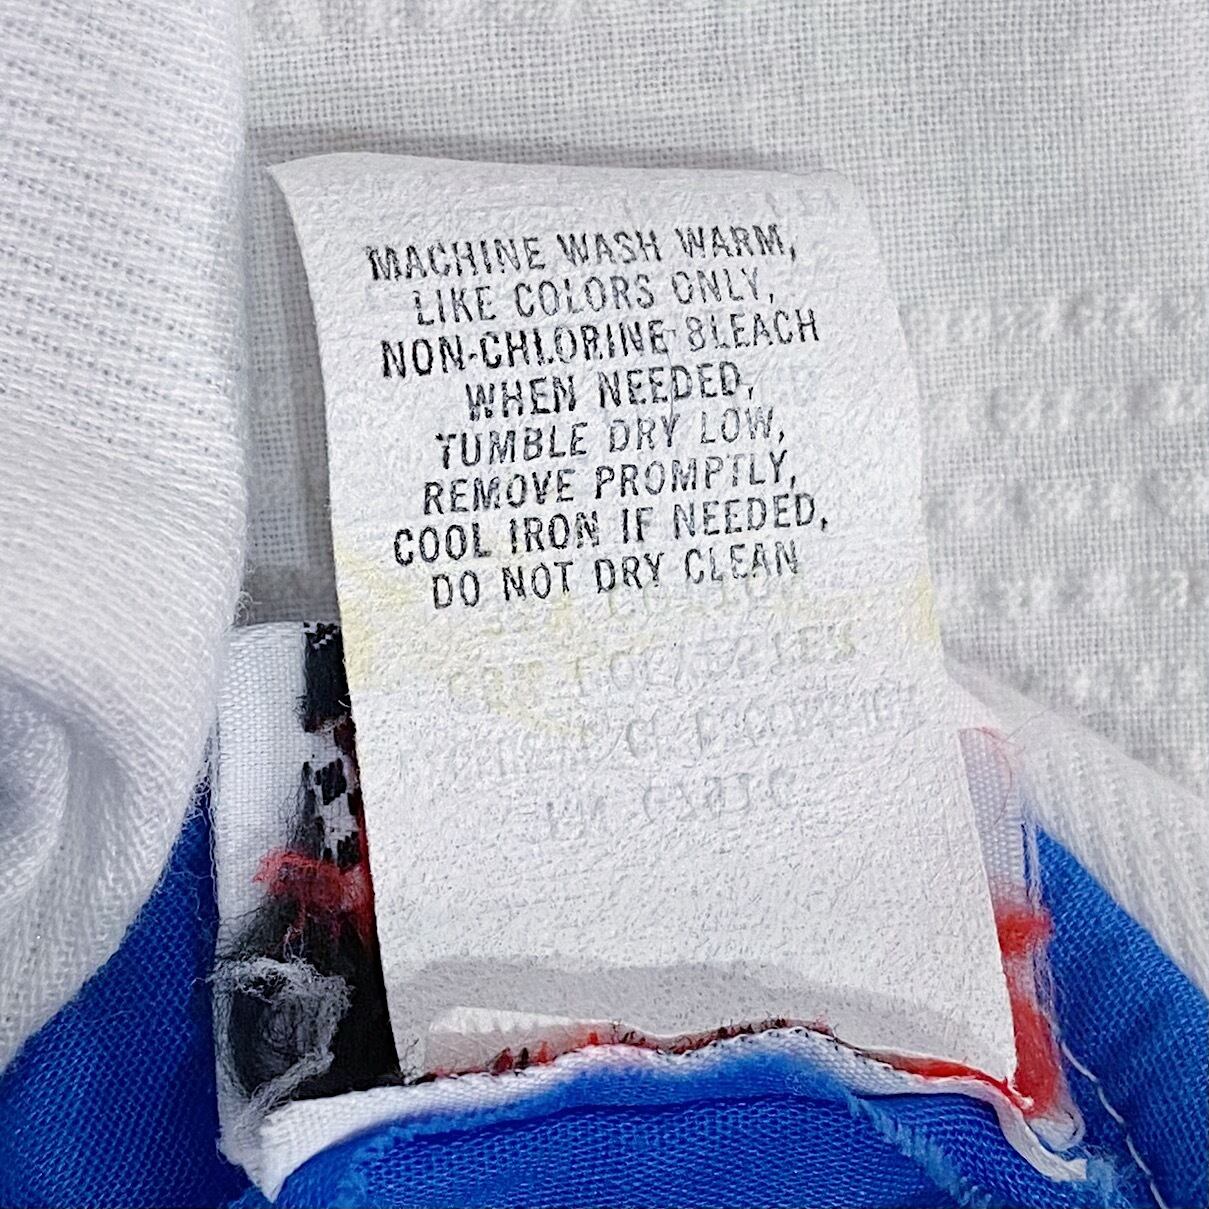 MACHINE WASH WARM,
LIKE COLORS ONLY,
NON-CHLORINE BLEACH
WHEN NEEDED,
TUMBLE DRY LOW,
REMOVE PROMPTLY,
COOL IRON IF NEEDED,
DO NOT DRY CLEAN